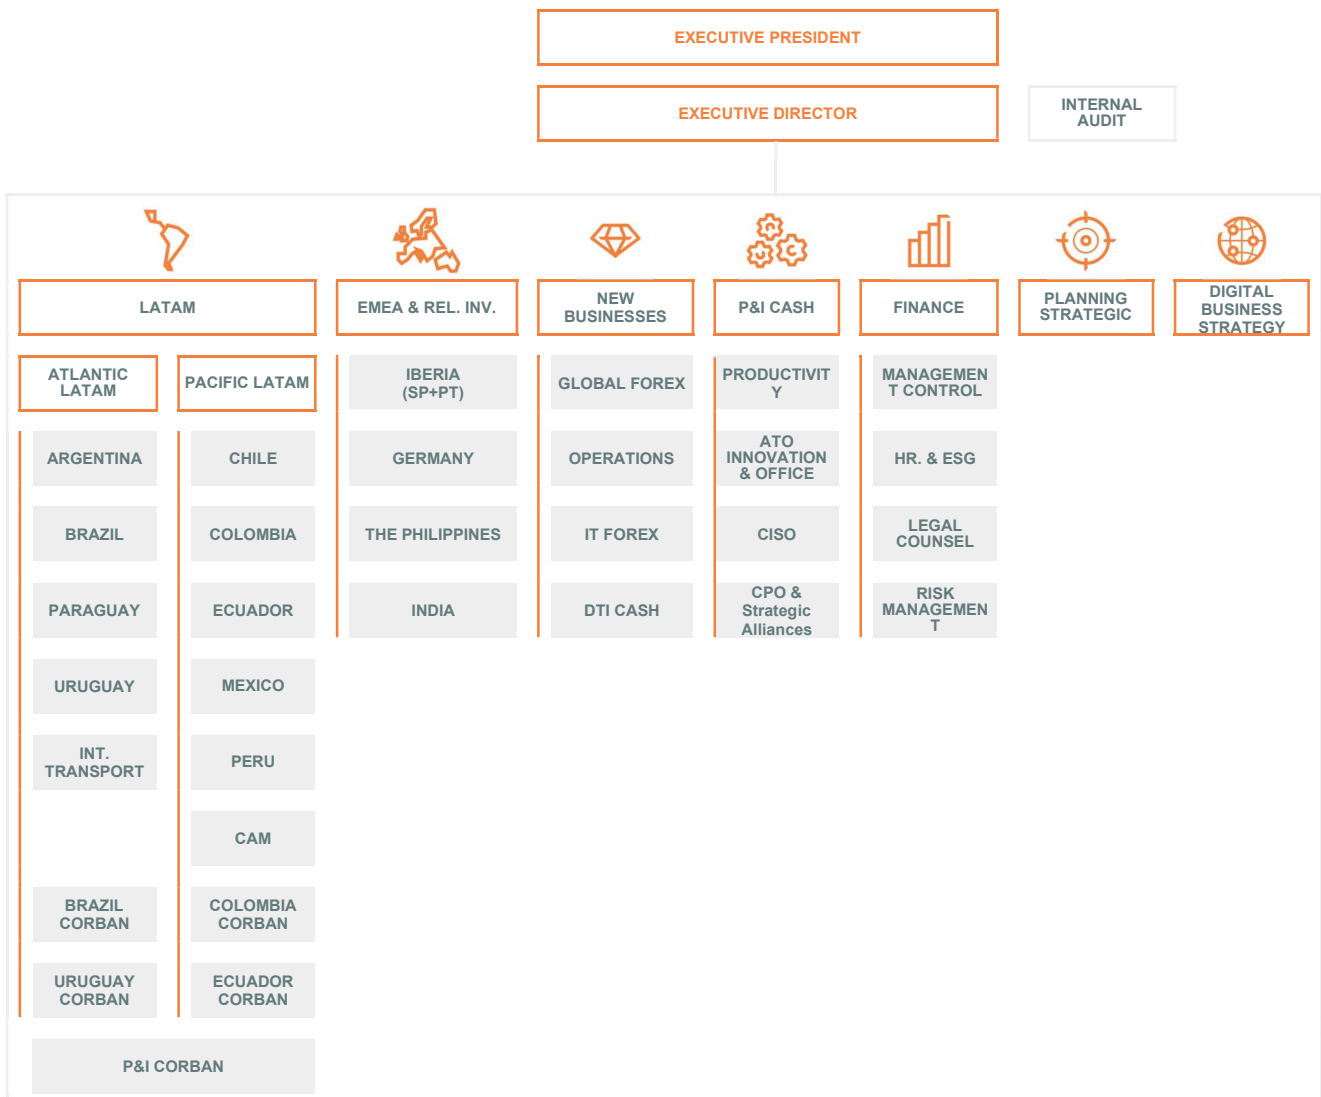 EXECUTIVE PRESIDENT
EXECUTIVE DIRECTOR
INTERNAL
AUDIT
LATAM
EMEA & REL. INV.
NEW
BUSINESSES
P&I CASH
FINANCE
PLANNING
STRATEGIC
DIGITAL
BUSINESS
STRATEGY
ATLANTIC
LATAM
ARGENTINA
BRAZIL
PARAGUAY
URUGUAY
INT.
TRANSPORT
BRAZIL
CORBAN
URUGUAY
CORBAN
PACIFIC LATAM
CHILE
COLOMBIA
ECUADOR
MEXICO
PERU
CAM
COLOMBIA
CORBAN
ECUADOR
CORBAN
P&I CORBAN
IBERIA
(SP+PT)
GERMANY
THE PHILIPPINES
INDIA
GLOBAL FOREX
OPERATIONS
IT FOREX
DTI CASH
PRODUCTIVIT
Y
ATO
INNOVATION
& OFFICE
CISO
CPO &
Strategic
Alliances
MANAGEMEN
T CONTROL
HR. & ESG
LEGAL
COUNSEL
RISK
MANAGEMEN
T